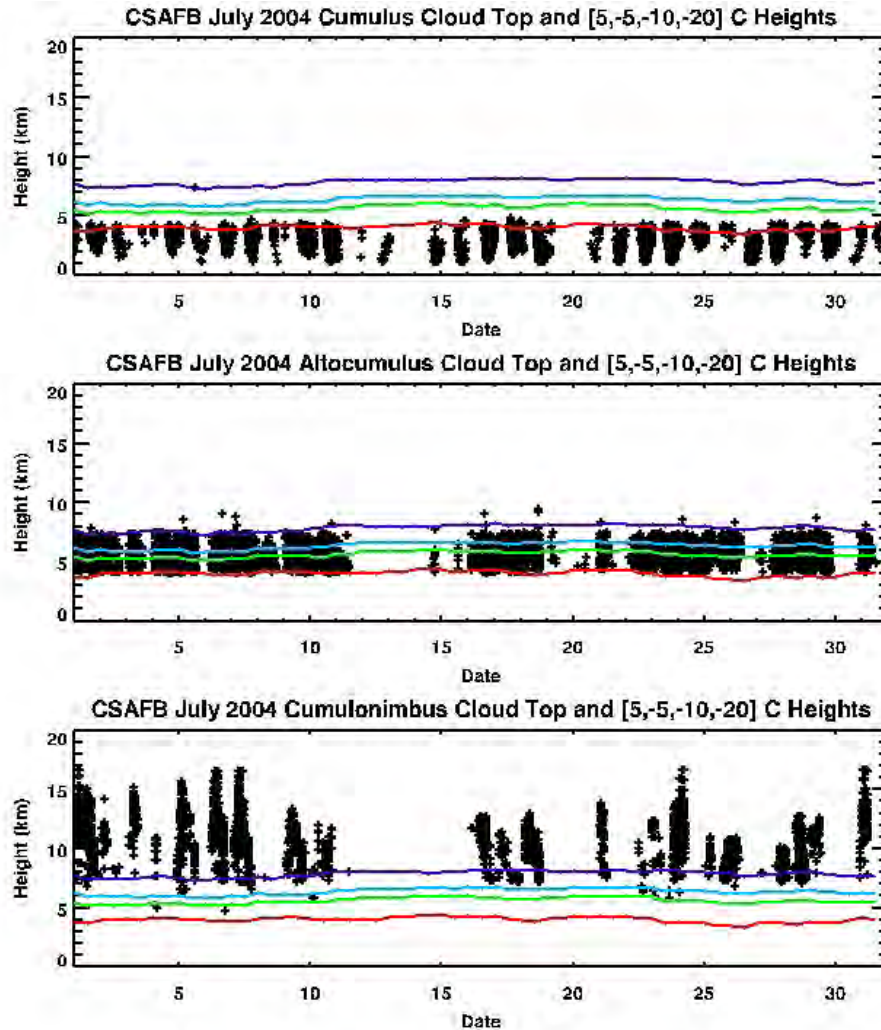 CSAFB July 2004 Cumulus Cloud Top and [5,-5,-10,-20] C Heights
20
15
10
5
0
Height (km)
5 10 15 20 25 30
Date
CSAFB July 2004 Altocumulus Cloud Top and [5,-5,-10,-20] C Heights
20
15
10
5
0
Height (km)
5 10 15 20 25 30
Date
CSAFB July 2004 Cumulonimbus Cloud Top and [5,-5,-10,-20] C Heights
20
15
10
5
0
Height (km)
5 10 15 20 25 30
Date